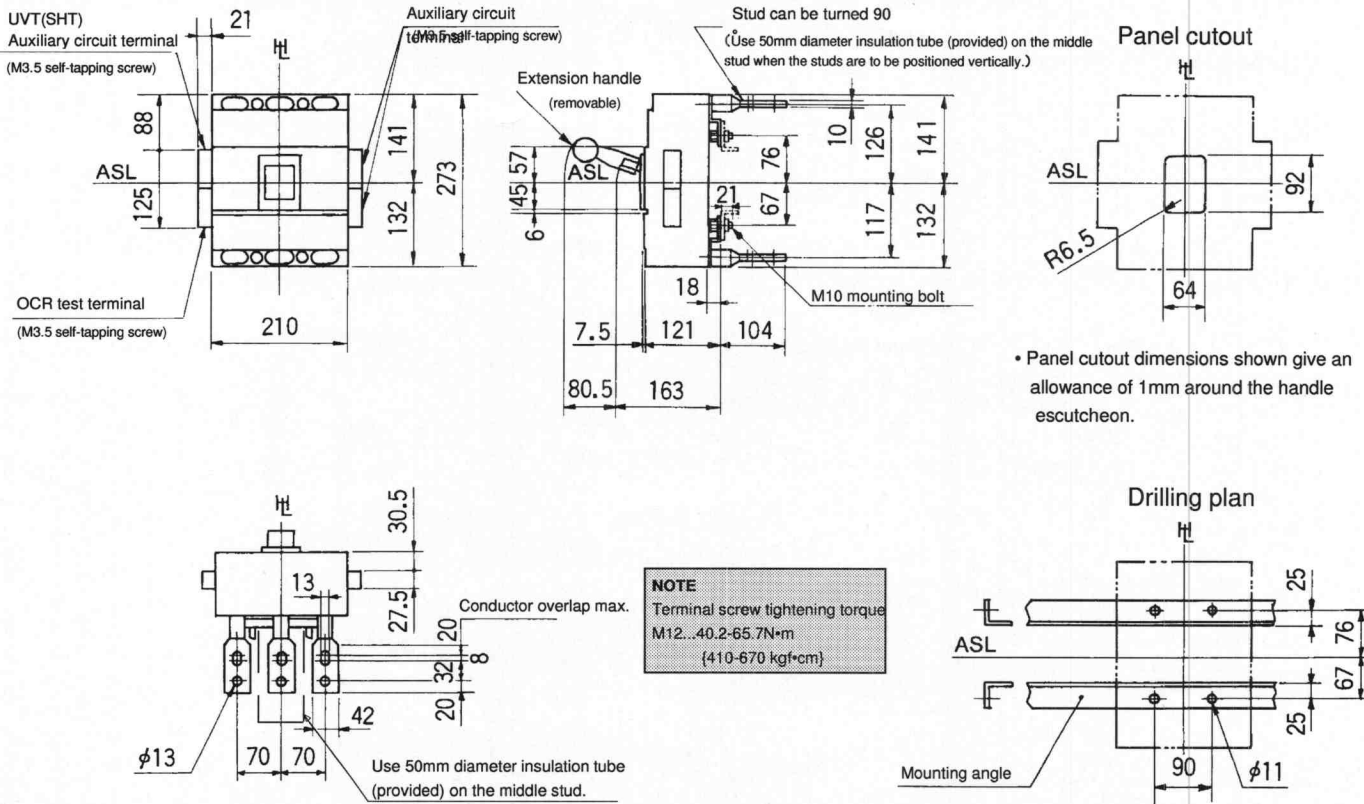 UVT(SHT)
Auxiliary circuit terminal
(M3.5 self-tapping screw)
21
HL
Auxiliary circuit
terminal
(M3.5 self-tapping screw)
88
ASL
125
141
132
273
OCR test terminal
(M3.5 self-tapping screw)
210
Stud can be turned 90°
(Use 50mm diameter insulation tube (provided) on the middle
stud when the studs are to be positioned vertically.)
Extension handle
(removable)
ASL
57
45
6
10
126
141
76
21
67
117
132
18
M10 mounting bolt
7.5
121
104
80.5
163
Panel cutout
HL
ASL
92
R6.5
64
• Panel cutout dimensions shown give an
allowance of 1mm around the handle
escutcheon.
HL
30.5
13
27.5
Conductor overlap max.
20
8
32
20
42
φ13
70
70
Use 50mm diameter insulation tube
(provided) on the middle stud.
NOTE
Terminal screw tightening torque
M12...40.2-65.7N•m
{410-670 kgf•cm}
Drilling plan
HL
25
76
ASL
67
25
Mounting angle
90
φ11